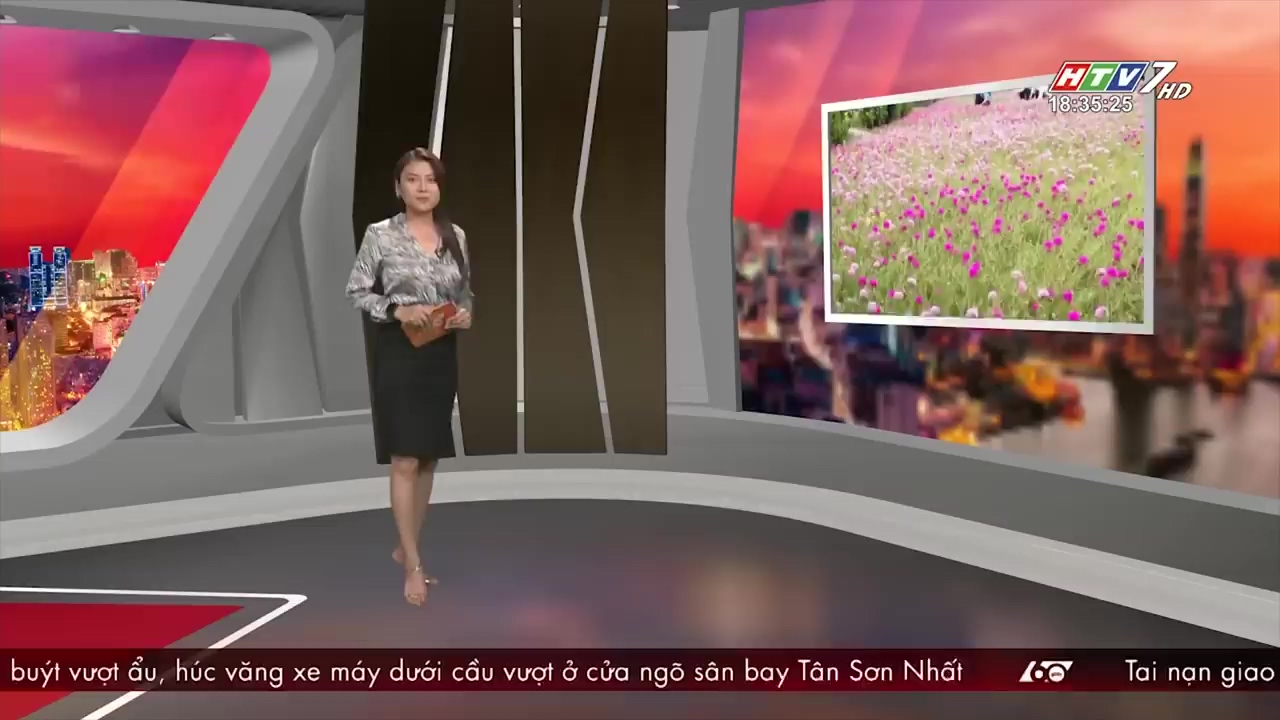 HTV7 HD
18:35:25
buýt vượt ẩu, húc văng xe máy dưới cầu vượt ở cửa ngõ sân bay Tân Sơn Nhất 60 Tai nạn giao